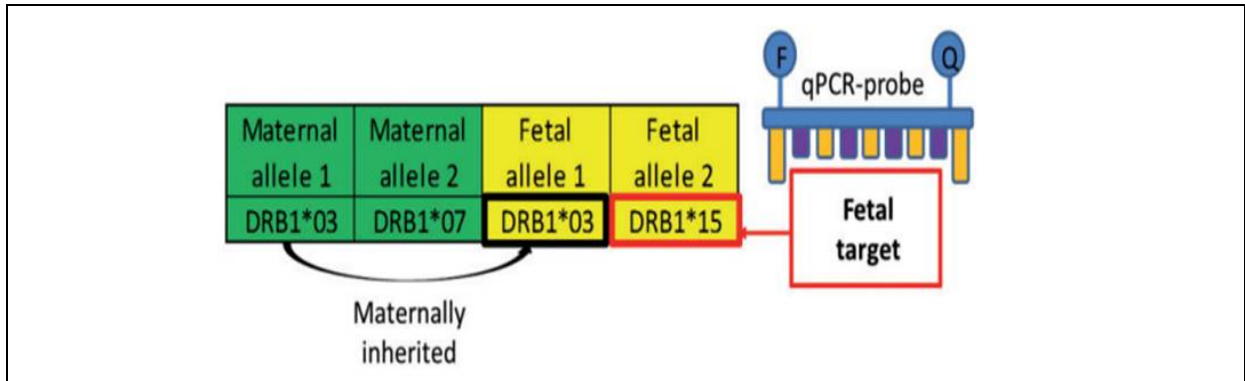 F
Q
qPCR-probe
Maternal allele 1
Maternal allele 2
Fetal allele 1
Fetal allele 2
DRB1*03
DRB1*07
DRB1*03
DRB1*15
Fetal
target
Maternally
inherited